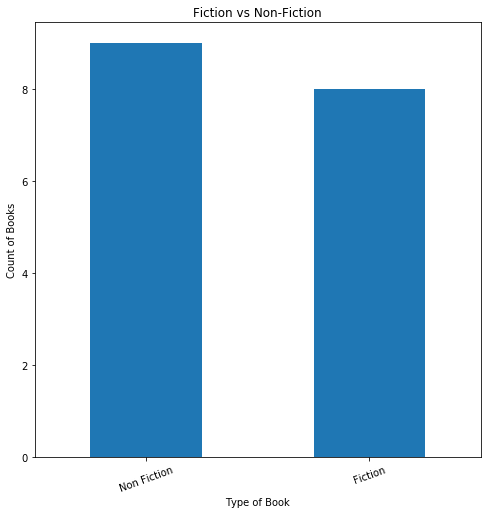 Fiction vs Non-Fiction
8
6
4
2
0
Count of Books
Non Fiction
Fiction
Type of Book